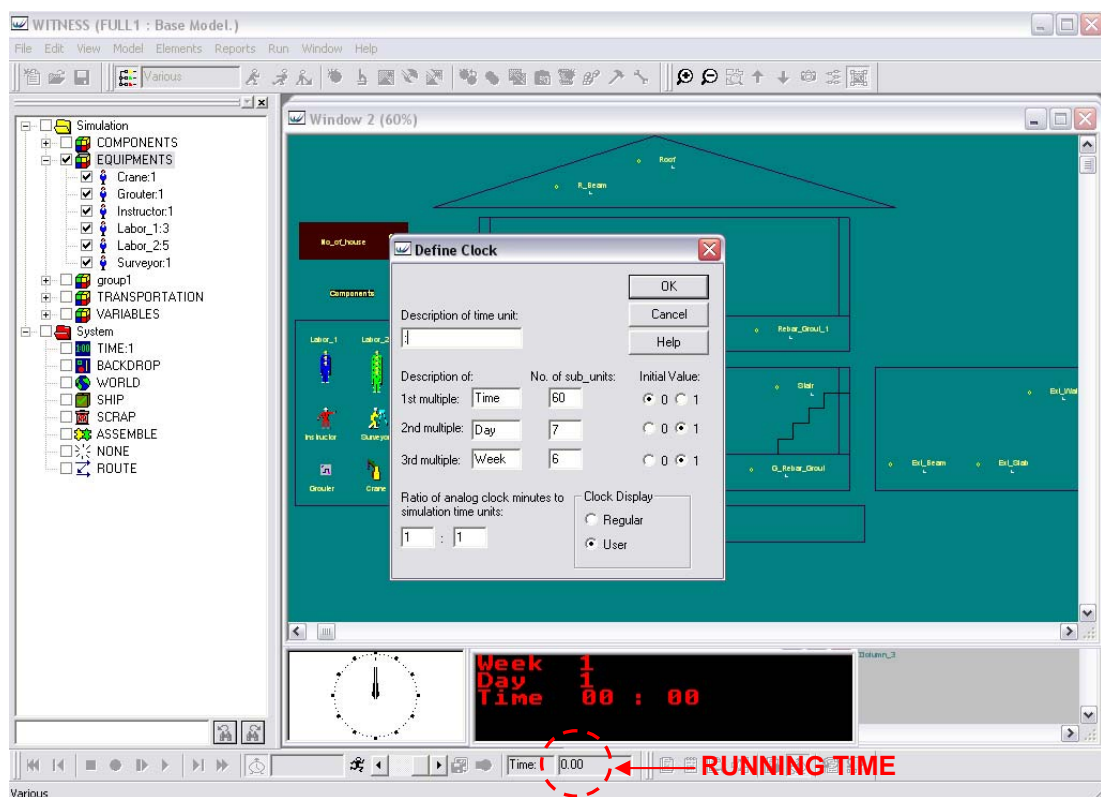 WITNESS (FULL1 : Base Model.)
File Edit View Model Elements Reports Run Window Help
Various
Simulation
COMPONENTS
EQUIPMENTS
Crane:1
Grouter:1
Instructor:1
Labor_1:3
Labor_2:5
Surveyor:1
group1
TRANSPORTATION
VARIABLES
System
TIME:1
BACKDROP
WORLD
SHIP
SCRAP
ASSEMBLE
NONE
ROUTE
Window 2 (60%)
Roof
R_Beam
No_of_house
Components
Labor_1 Labor_2
Instructor Surveyor
Grouter Crane
Rebar_Grout_1
Stair
G_Rebar_Grout
Ext_Wall
Ext_Beam Ext_Slab
Define Clock
OK
Cancel
Help
Description of time unit:
:
Description of: No. of sub_units: Initial Value:
1st multiple: Time 60 0 1
2nd multiple: Day 7 0 1
3rd multiple: Week 6 0 1
Ratio of analog clock minutes to
simulation time units:
1 : 1
Clock Display
Regular
User
Column_3
Week 1
Day 1
Time 00 : 00
Time: 0.00
RUNNING TIME
Various